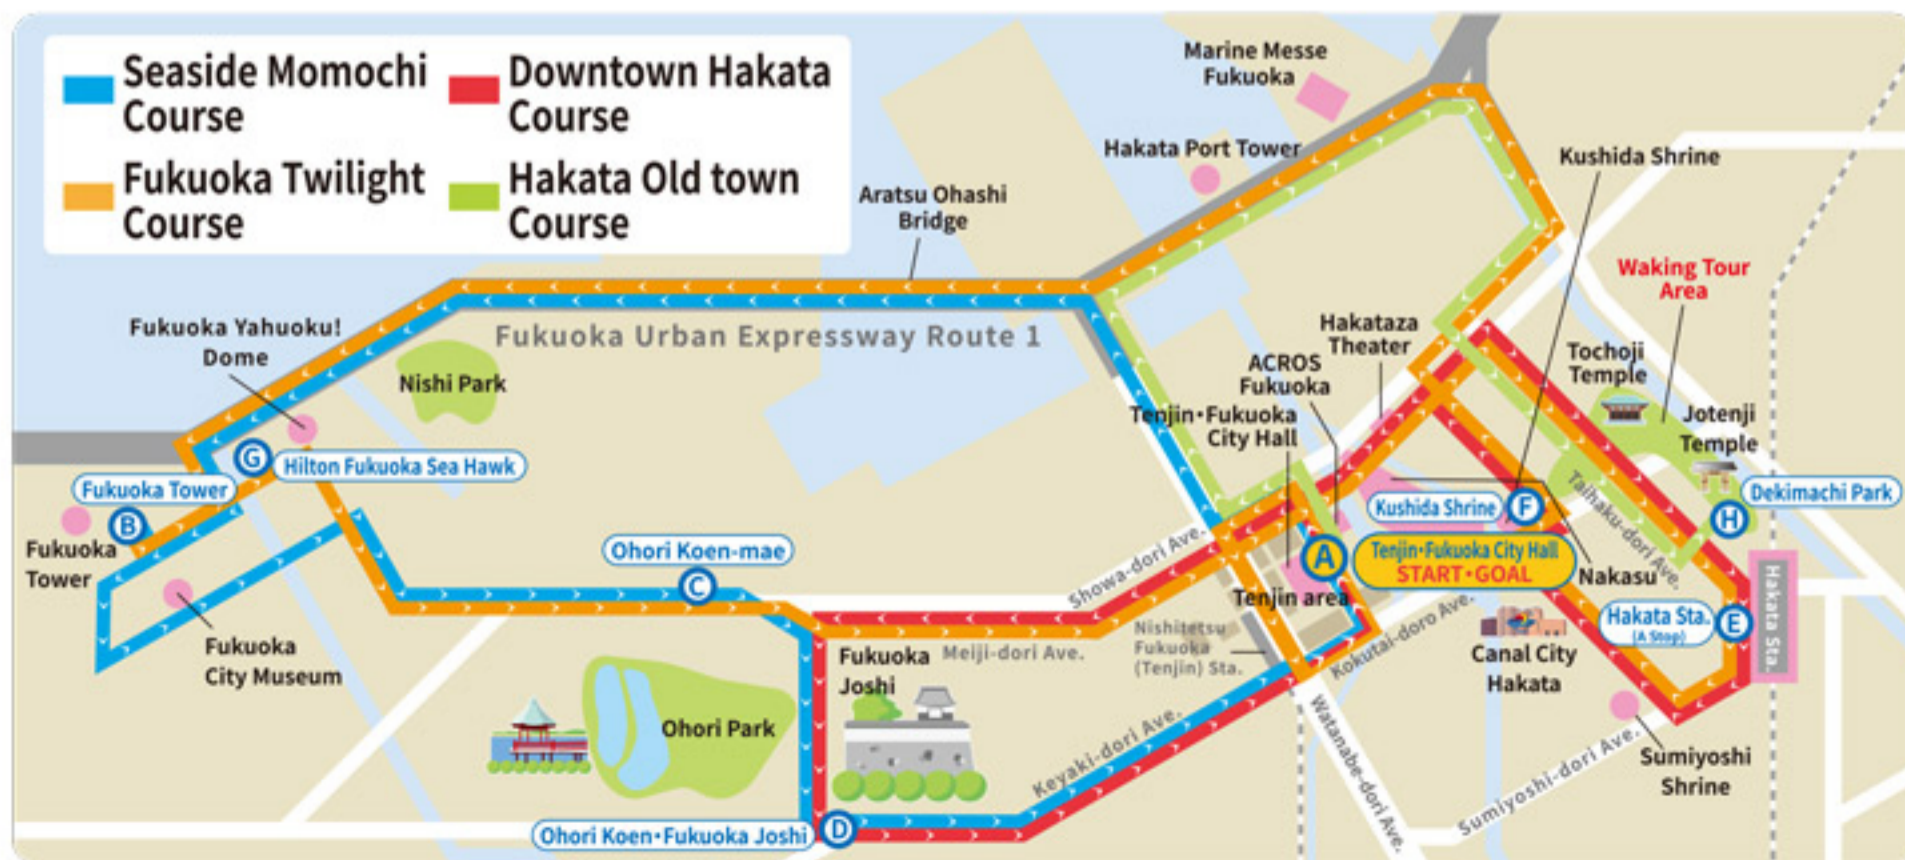 Seaside Momochi
Course
Downtown Hakata
Course
Fukuoka Twilight
Course
Hakata Old town
Course
Marine Messe
Fukuoka
Hakata Port Tower
Kushida Shrine
Aratsu Ohashi
Bridge
Waking Tour
Area
Fukuoka Yahuoku!
Dome
Fukuoka Urban Expressway Route 1
Hakataza
Theater
Tochoji
Temple
ACROS
Fukuoka
Nishi Park
Tenjin・Fukuoka
City Hall
Jotenji
Temple
G
Hilton Fukuoka Sea Hawk
Fukuoka Tower
B
Fukuoka
Tower
Kushida Shrine
F
Dekimachi Park
H
Taihaku-dori Ave.
Ohori Koen-mae
C
Showa-dori Ave.
A
Tenjin・Fukuoka City Hall
START・GOAL
Nakasu
Tenjin area
Hakata Sta.
Hakata Sta.
(A Stop)
E
Fukuoka
City Museum
Fukuoka
Joshi
Meiji-dori Ave.
Nishitetsu
Fukuoka
(Tenjin) Sta.
Kokutai-doro Ave.
Canal City
Hakata
Ohori Park
Keyaki-dori Ave.
Watanabe-dori Ave.
Sumiyoshi-dori Ave.
Sumiyoshi
Shrine
Ohori Koen・Fukuoka Joshi
D